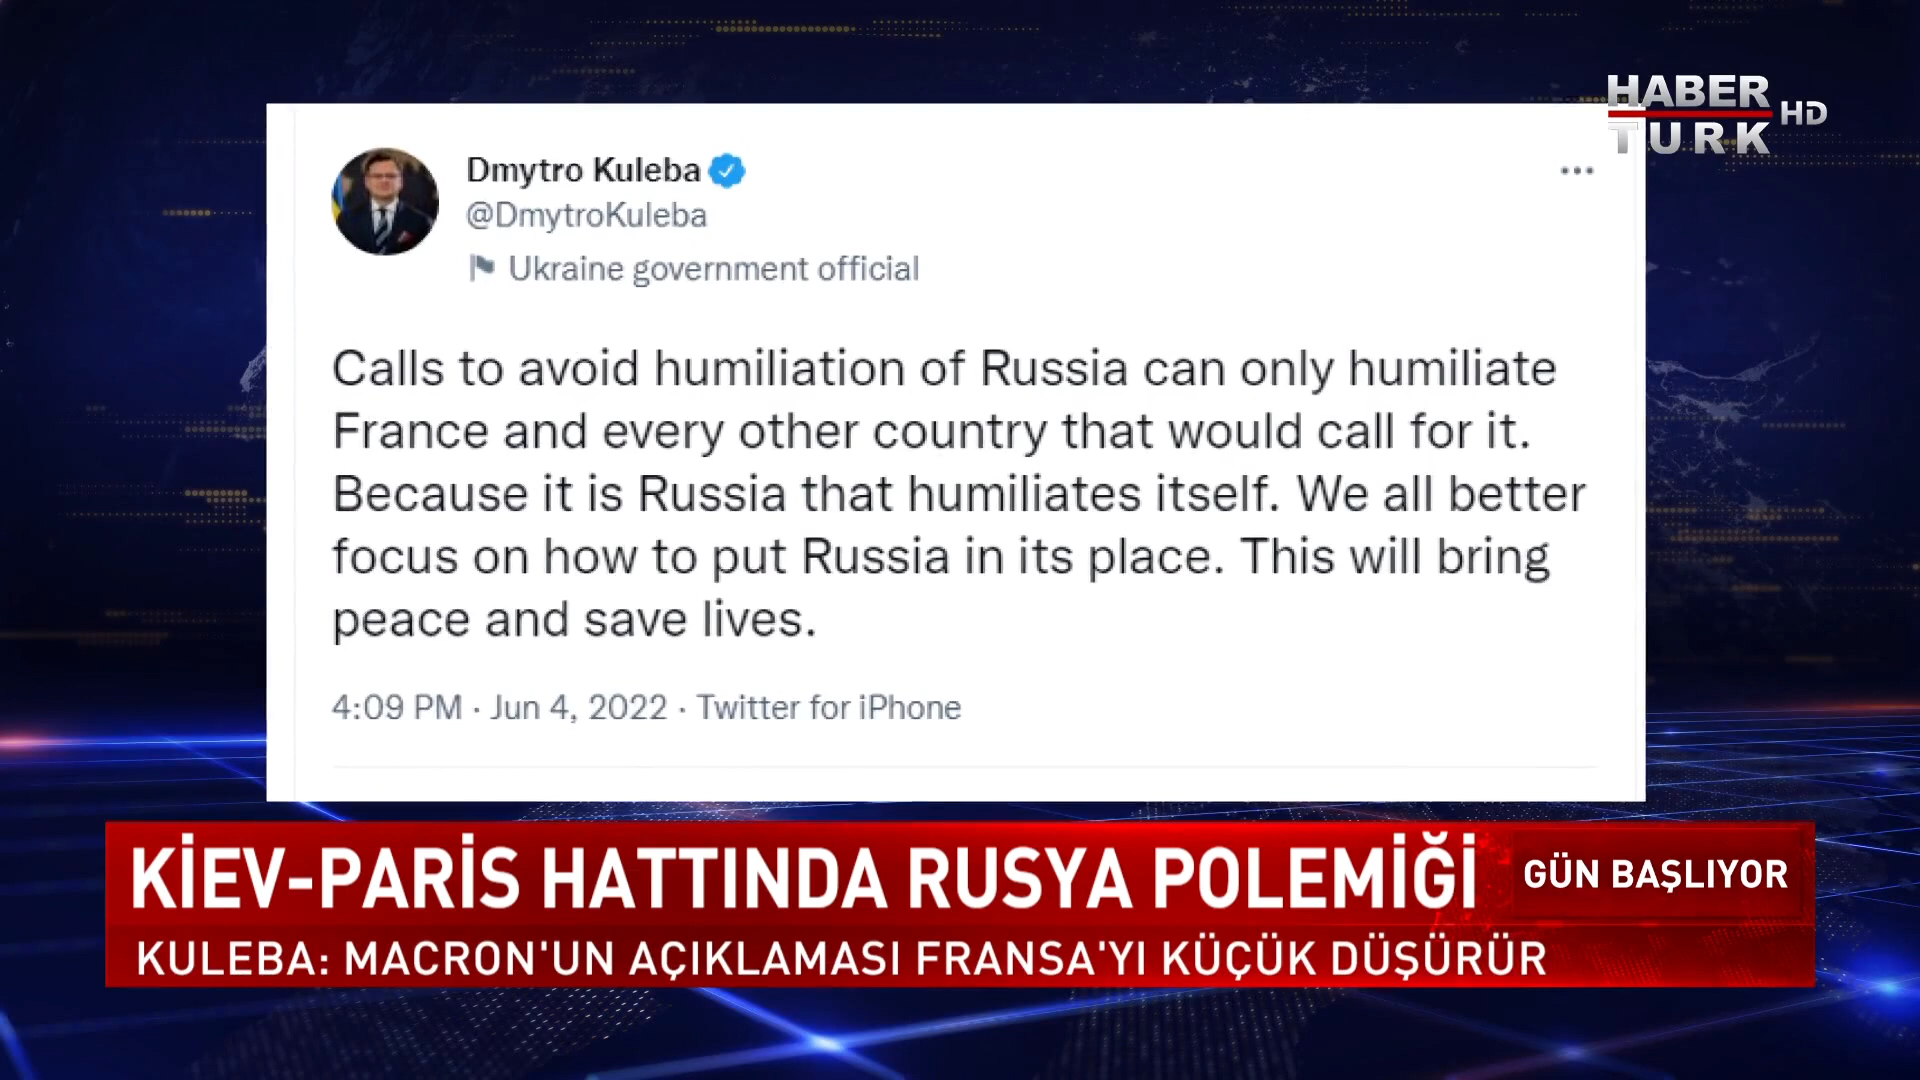 HABER
TURK HD
Dmytro Kuleba
@DmytroKuleba
Ukraine government official
Calls to avoid humiliation of Russia can only humiliate
France and every other country that would call for it.
Because it is Russia that humiliates itself. We all better
focus on how to put Russia in its place. This will bring
peace and save lives.
4:09 PM · Jun 4, 2022 · Twitter for iPhone
KİEV-PARİS HATTINDA RUSYA POLEMİĞİ
GÜN BAŞLIYOR
KULEBA: MACRON'UN AÇIKLAMASI FRANSA'YI KÜÇÜK DÜŞÜRÜR